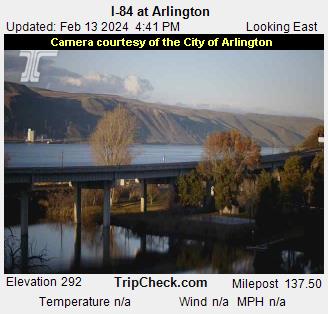 I-84 at Arlington
Updated: Feb 13 2024 4:41 PM Looking East
Camera courtesy of the City of Arlington
Elevation 292 TripCheck.com Milepost 137.50
Temperature n/a Wind n/a MPH n/a